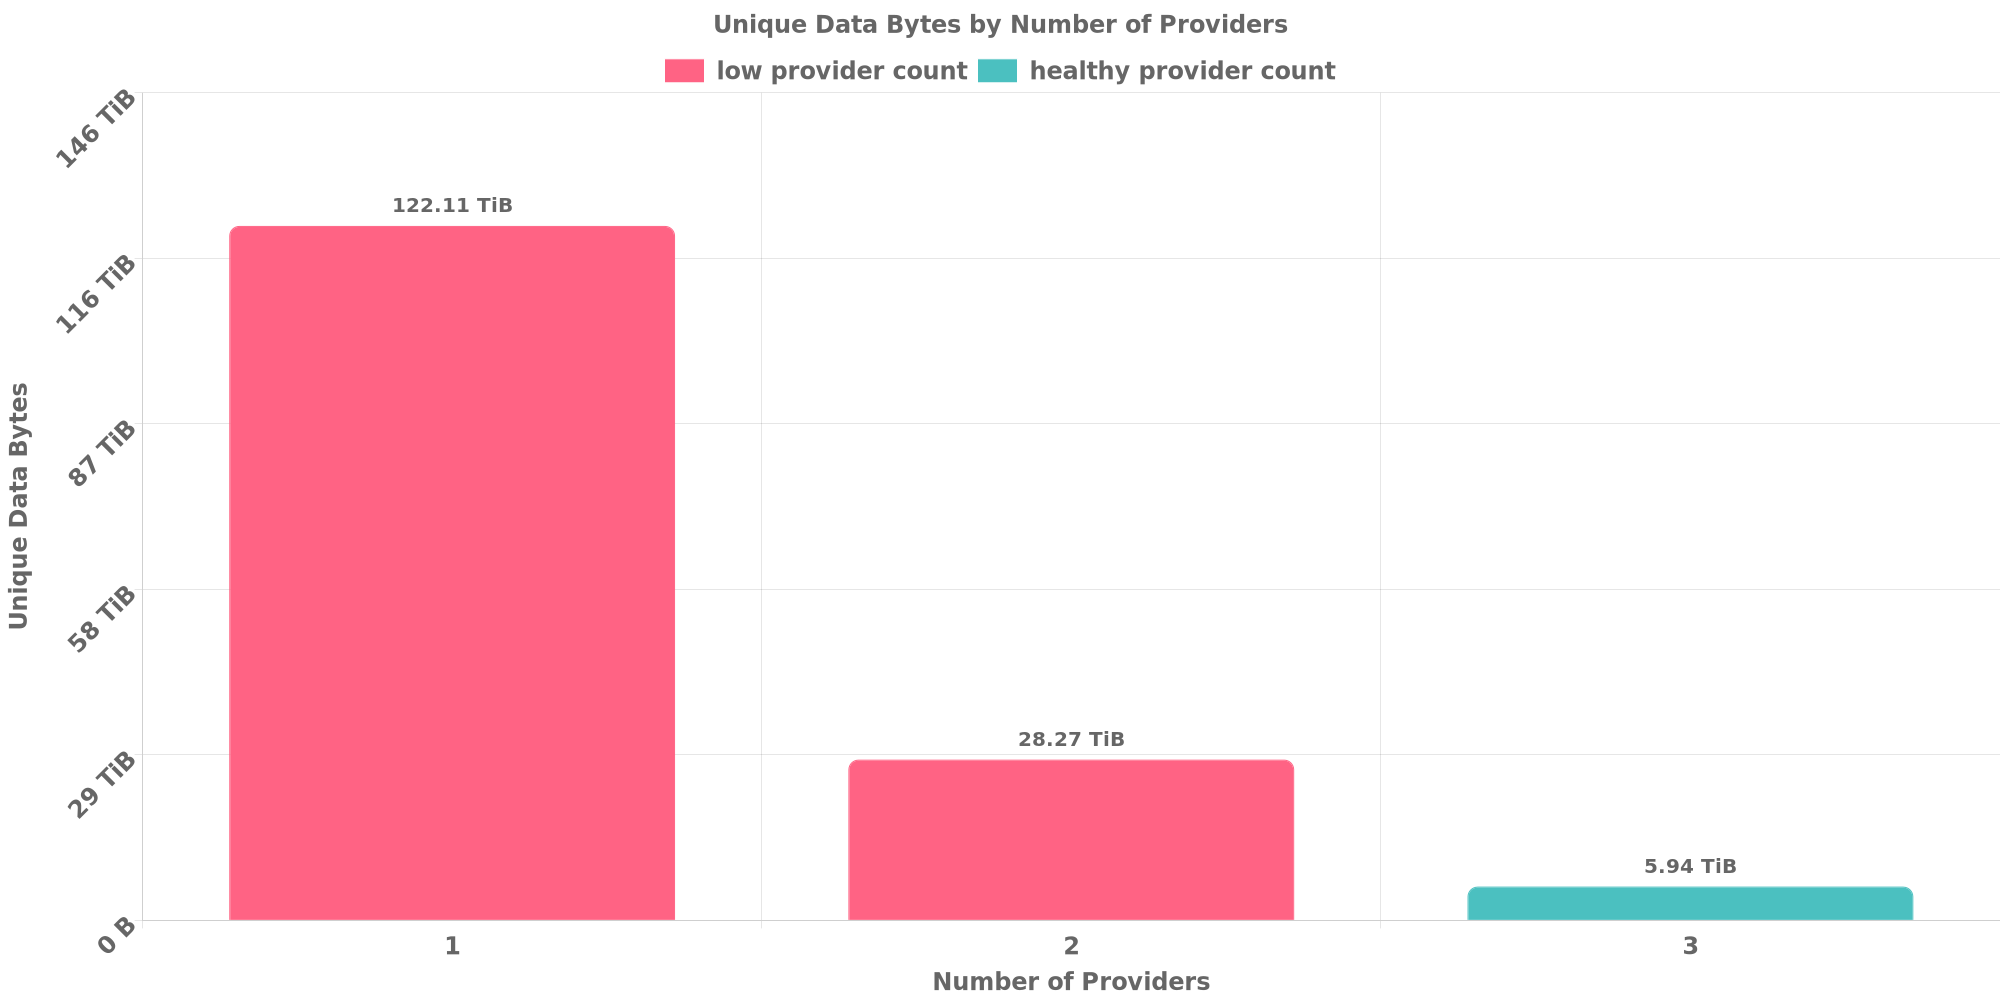 Unique Data Bytes by Number of Providers
low provider count healthy provider count
146 TiB
122.11 TiB
116 TiB
87 TiB
58 TiB
28.27 TiB
29 TiB
5.94 TiB
0 B
Unique Data Bytes
1 2 3
Number of Providers